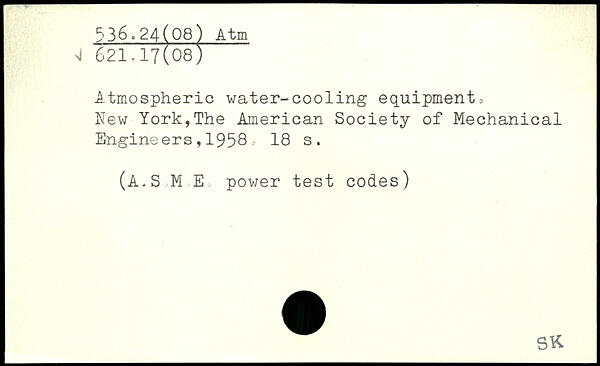 536.24(08) Atm
√ 621.17(08)
Atmospheric water-cooling equipment.
New York,The American Society of Mechanical
Engineers,1958. 18 s.
(A.S.M.E. power test codes)
SK